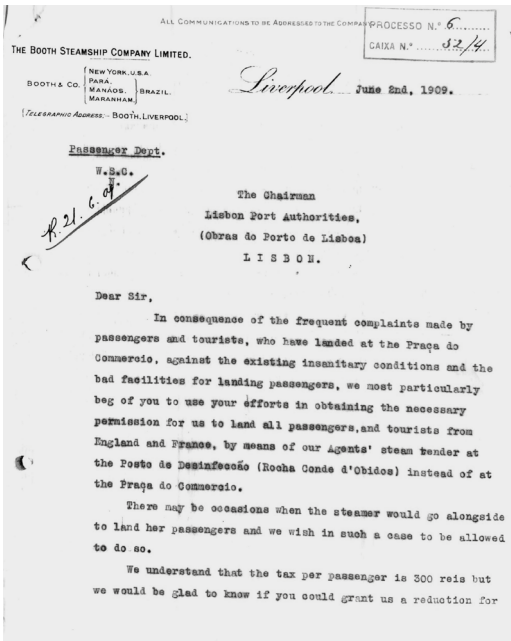 ALL COMMUNICATIONS TO BE ADDRESSED TO THE COMPANY
PROCESSO N.º 6
CAIXA N.º 52/4
THE BOOTH STEAMSHIP COMPANY LIMITED.
BOOTH & CO. NEW YORK, U.S.A.
PARÁ.
MANÁOS. BRAZIL.
MARANHAM.
(TELEGRAPHIC ADDRESS:- BOOTH, LIVERPOOL.)
Liverpool. June 2nd, 1909.
Passenger Dept.
W.S.C.
N.
R. 21. 6. 09
The Chairman
Lisbon Port Authorities,
(Obras do Porto de Lisboa)
LISBON.
Dear Sir,
In consequence of the frequent complaints made by
passengers and tourists, who have landed at the Praça do
Commercio, against the existing insanitary conditions and the
bad facilities for landing passengers, we most particularly
beg of you to use your efforts in obtaining the necessary
permission for us to land all passengers,and tourists from
England and France, by means of our Agents' steam tender at
the Posto de Desinfecção (Rocha Conde d'Obidos) instead of at
the Praça do Commercio.
There may be occasions when the steamer would go alongside
to land her passengers and we wish in such a case to be allowed
to do so.
We understand that the tax per passenger is 300 reis but
we would be glad to know if you could grant us a reduction for